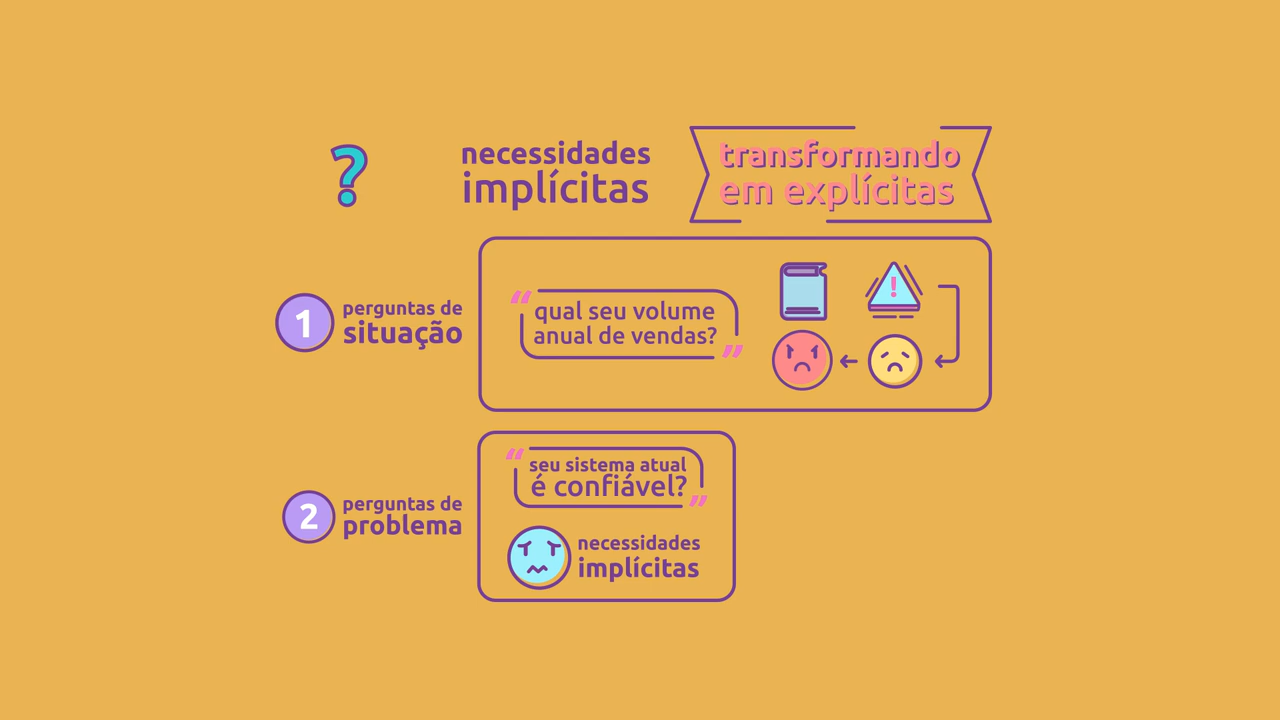 ?
necessidades
implícitas
transformando
em explícitas
1
perguntas de
situação
“qual seu volume
anual de vendas?”
!
2
perguntas de
problema
“seu sistema atual
é confiável?”
necessidades
implícitas